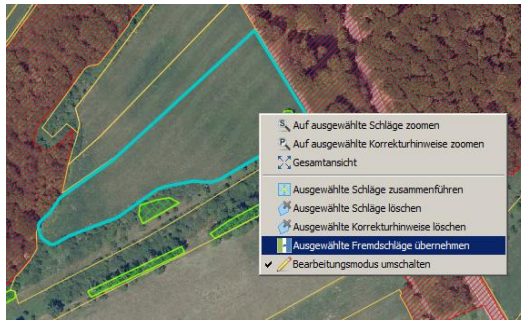 Auf ausgewählte Schläge zoomen
Auf ausgewählte Korrekturhinweise zoomen
Gesamtansicht
Ausgewählte Schläge zusammenführen
Ausgewählte Schläge löschen
Ausgewählte Korrekturhinweise löschen
Ausgewählte Fremdschläge übernehmen
Bearbeitungsmodus umschalten